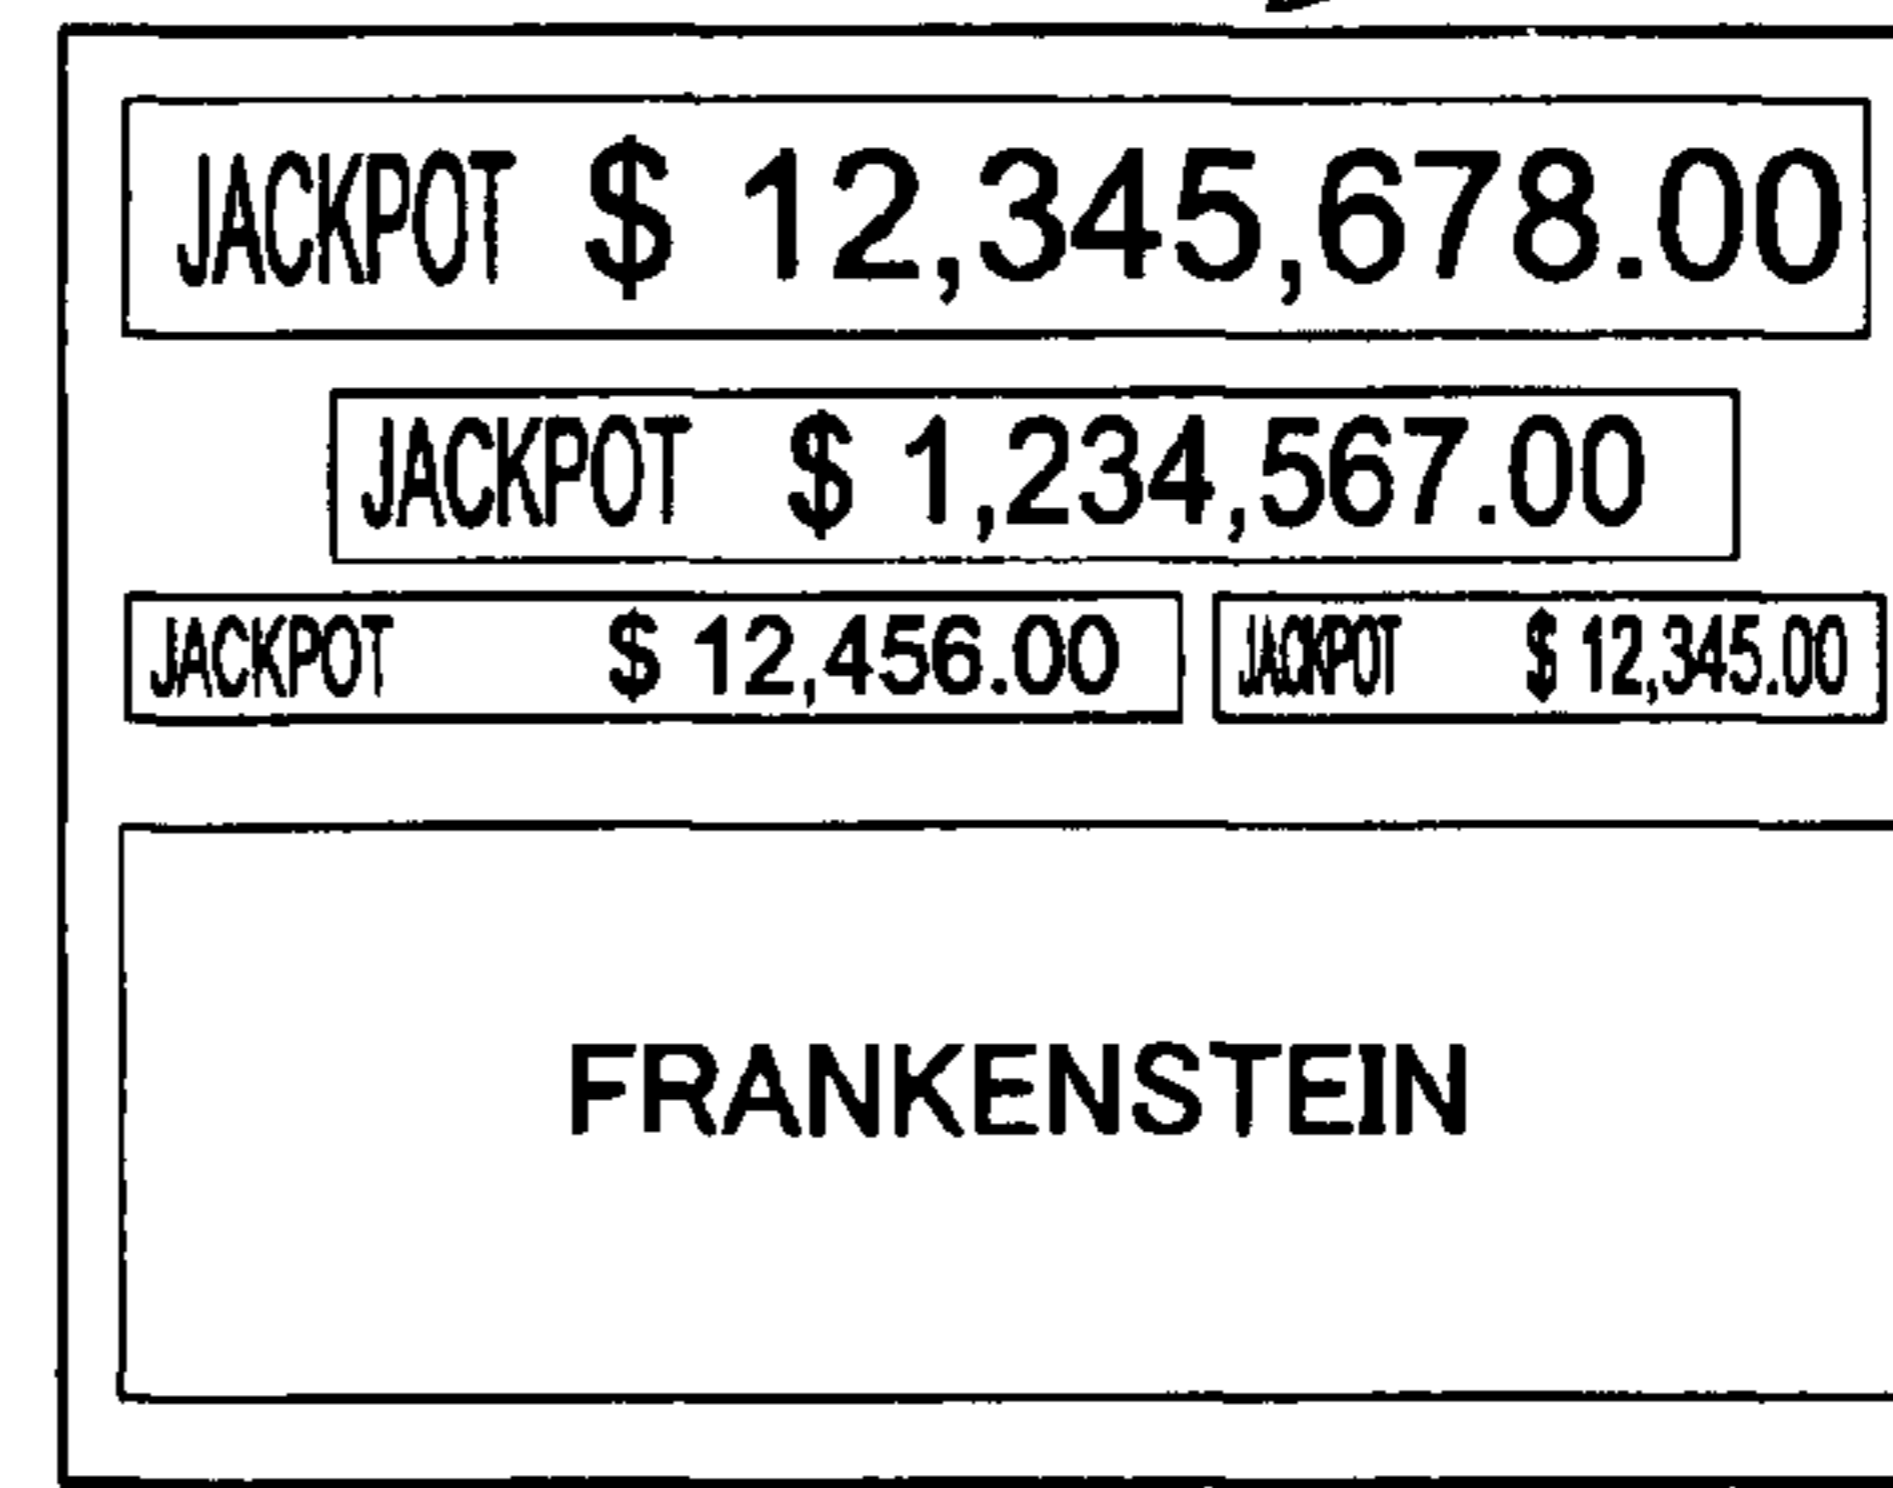 JACKPOT $ 12,345,678.00
JACKPOT $ 1,234,567.00
JACKPOT $ 12,456.00
JACKPOT $ 12,345.00
FRANKENSTEIN